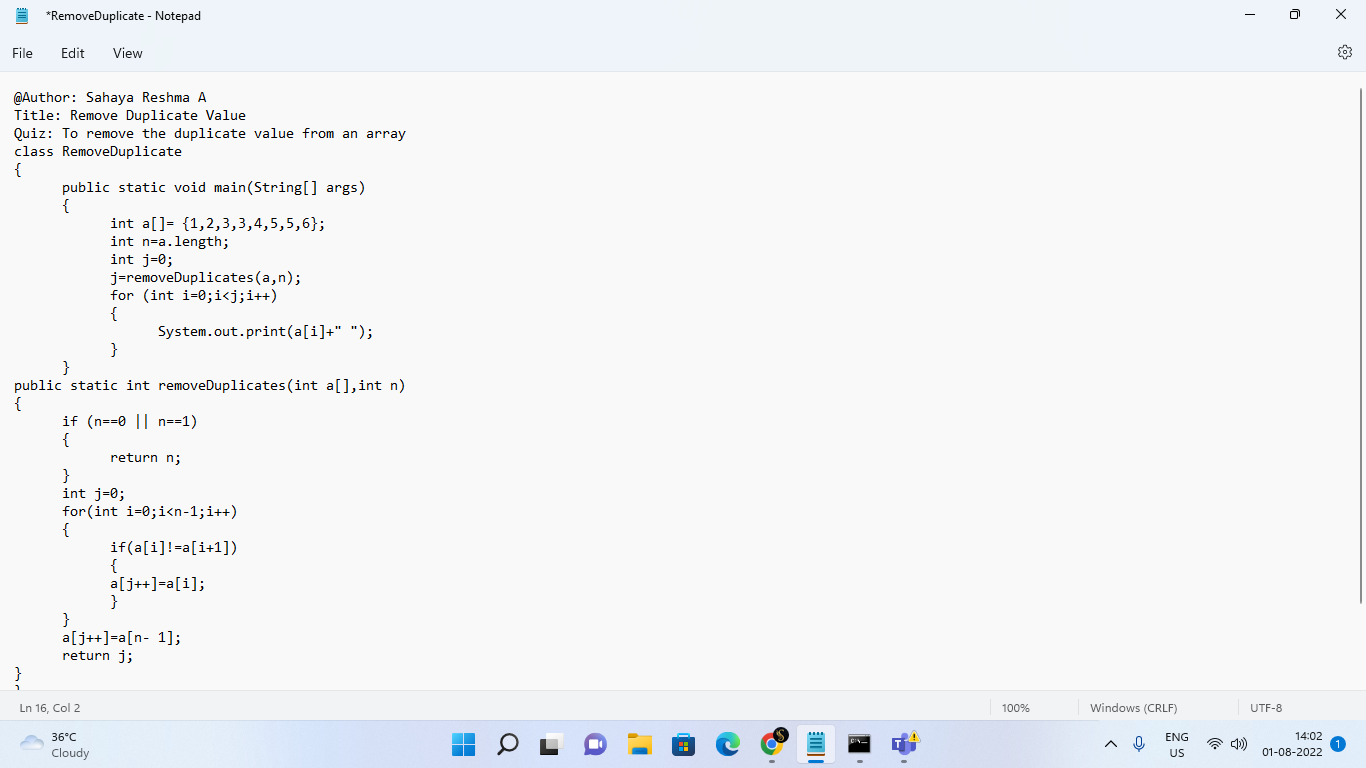 *RemoveDuplicate - Notepad
File Edit View
@Author: Sahaya Reshma A
Title: Remove Duplicate Value
Quiz: To remove the duplicate value from an array
class RemoveDuplicate
{
      public static void main(String[] args)
      {
            int a[]= {1,2,3,3,4,5,5,6};
            int n=a.length;
            int j=0;
            j=removeDuplicates(a,n);
            for (int i=0;i<j;i++)
            {
                  System.out.print(a[i]+" ");
            }
      }
public static int removeDuplicates(int a[],int n)
{
      if (n==0 || n==1)
      {
            return n;
      }
      int j=0;
      for(int i=0;i<n-1;i++)
      {
            if(a[i]!=a[i+1])
            {
            a[j++]=a[i];
            }
      }
      a[j++]=a[n- 1];
      return j;
}
}
Ln 16, Col 2 100% Windows (CRLF) UTF-8
36°C
Cloudy
ENG
US
14:02
01-08-2022
1